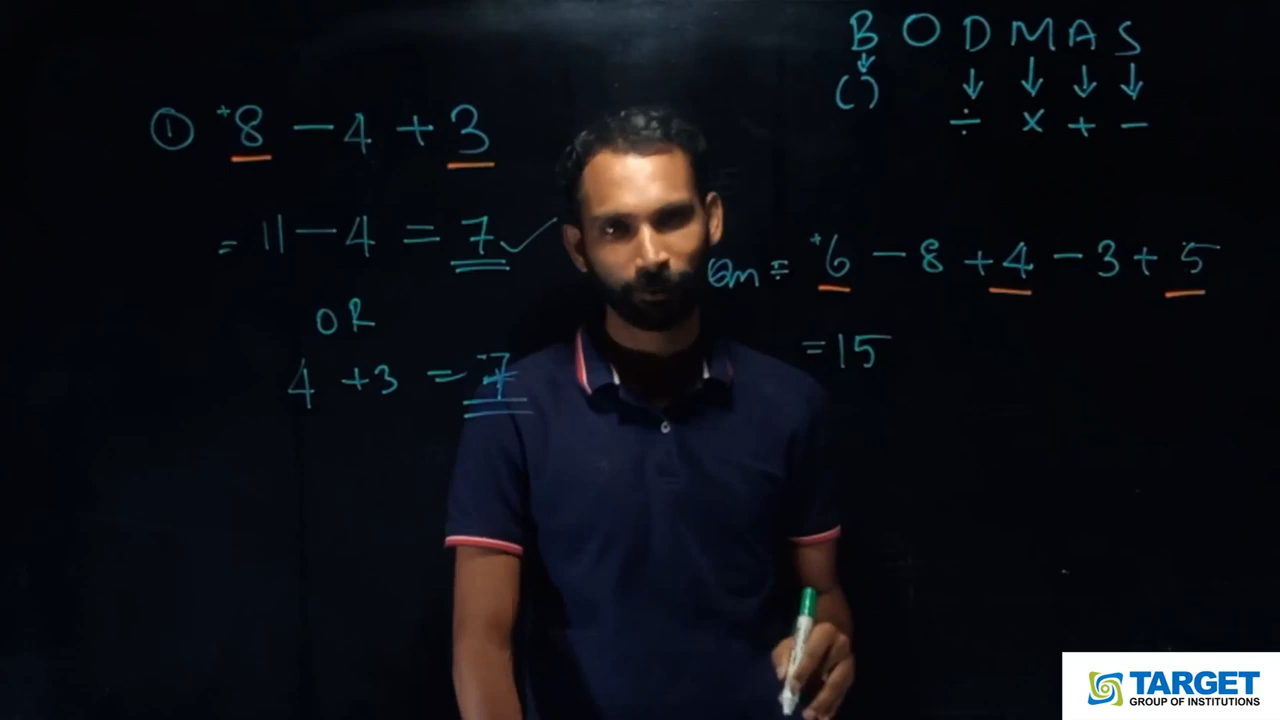 B O D M A S
↓ ↓ ↓ ↓ ↓
( ) ÷ × + −
① +8 − 4 + 3
= 11 − 4 = 7 ✓
OR
4 + 3 = 7
Qn = +6 − 8 + 4 − 3 + 5
= 15
TARGET
GROUP OF INSTITUTIONS